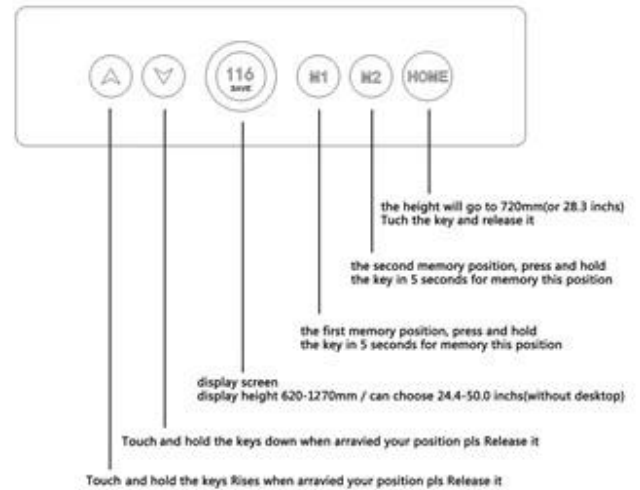 116
SAVE
M1
M2
HOME
the height will go to 720mm(or 28.3 inchs)
Tuch the key and release it
the second memory position, press and hold
the key in 5 seconds for memory this position
the first memory position, press and hold
the key in 5 seconds for memory this position
display screen
display height 620-1270mm / can choose 24.4-50.0 inchs(without desktop)
Touch and hold the keys down when arravied your position pls Release it
Touch and hold the keys Rises when arravied your position pls Release it